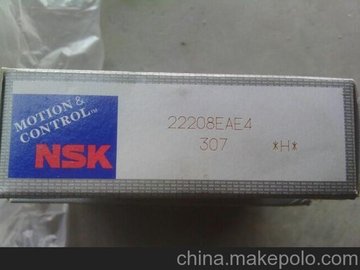 MOTION &
CONTROL™
NSK
22208EAE4
307 *H*
china.makepolo.com